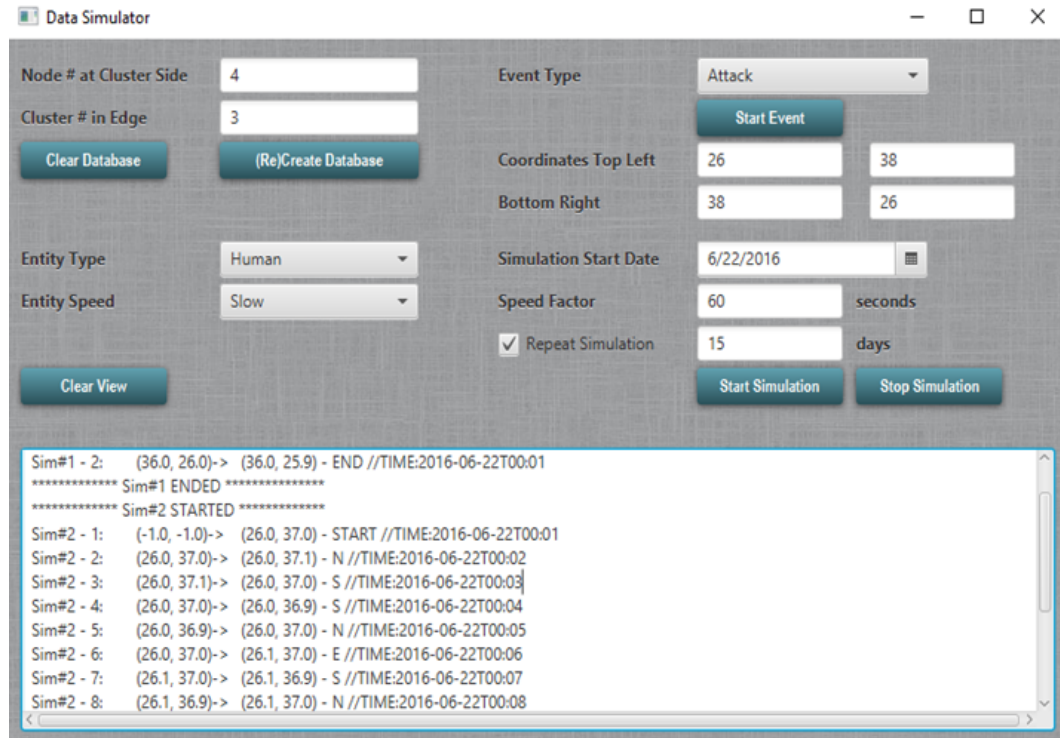 Data Simulator
Node # at Cluster Side 4 Event Type Attack
Cluster # in Edge 3 Start Event
Clear Database (Re)Create Database Coordinates Top Left 26 38
Bottom Right 38 26
Entity Type Human Simulation Start Date 6/22/2016
Entity Speed Slow Speed Factor 60 seconds
Repeat Simulation 15 days
Clear View Start Simulation Stop Simulation
Sim#1 - 2: (36.0, 26.0)-> (36.0, 25.9) - END //TIME:2016-06-22T00:01
************* Sim#1 ENDED ***************
************* Sim#2 STARTED *************
Sim#2 - 1: (-1.0, -1.0)-> (26.0, 37.0) - START //TIME:2016-06-22T00:01
Sim#2 - 2: (26.0, 37.0)-> (26.0, 37.1) - N //TIME:2016-06-22T00:02
Sim#2 - 3: (26.0, 37.1)-> (26.0, 37.0) - S //TIME:2016-06-22T00:03
Sim#2 - 4: (26.0, 37.0)-> (26.0, 36.9) - S //TIME:2016-06-22T00:04
Sim#2 - 5: (26.0, 36.9)-> (26.0, 37.0) - N //TIME:2016-06-22T00:05
Sim#2 - 6: (26.0, 37.0)-> (26.1, 37.0) - E //TIME:2016-06-22T00:06
Sim#2 - 7: (26.1, 37.0)-> (26.1, 36.9) - S //TIME:2016-06-22T00:07
Sim#2 - 8: (26.1, 36.9)-> (26.1, 37.0) - N //TIME:2016-06-22T00:08